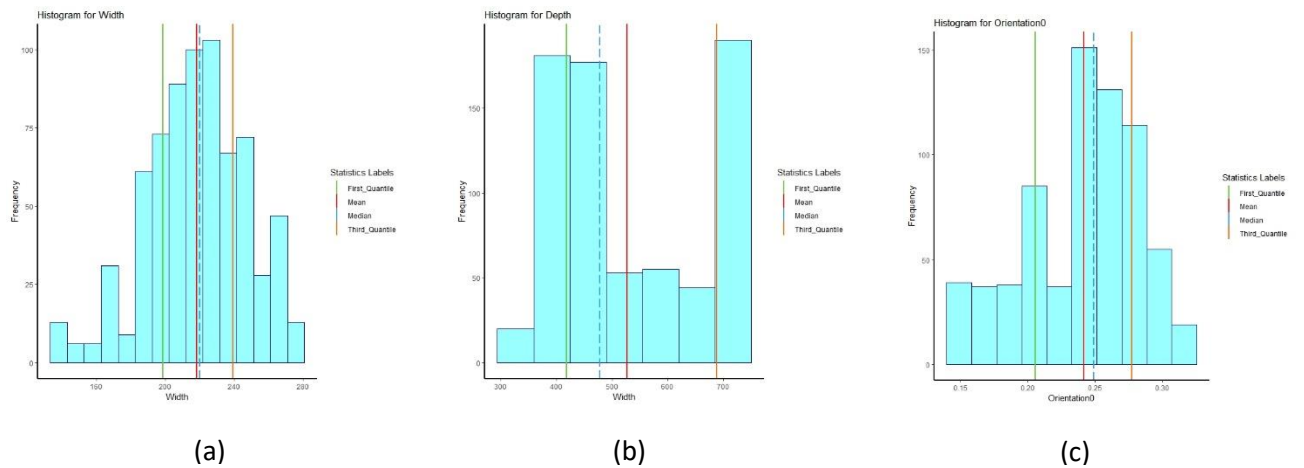 Histogram for Width
100
75
50
25
0
Frequency
160 200 240 280
Width
Statistics Labels
First_Quantile
Mean
Median
Third_Quantile
(a)
Histogram for Depth
150
100
50
0
Frequency
300 400 500 600 700
Width
Statistics Labels
First_Quantile
Mean
Median
Third_Quantile
(b)
Histogram for Orientation0
150
100
50
0
Frequency
0.15 0.20 0.25 0.30
Orientation0
Statistics Labels
First_Quantile
Mean
Median
Third_Quantile
(c)